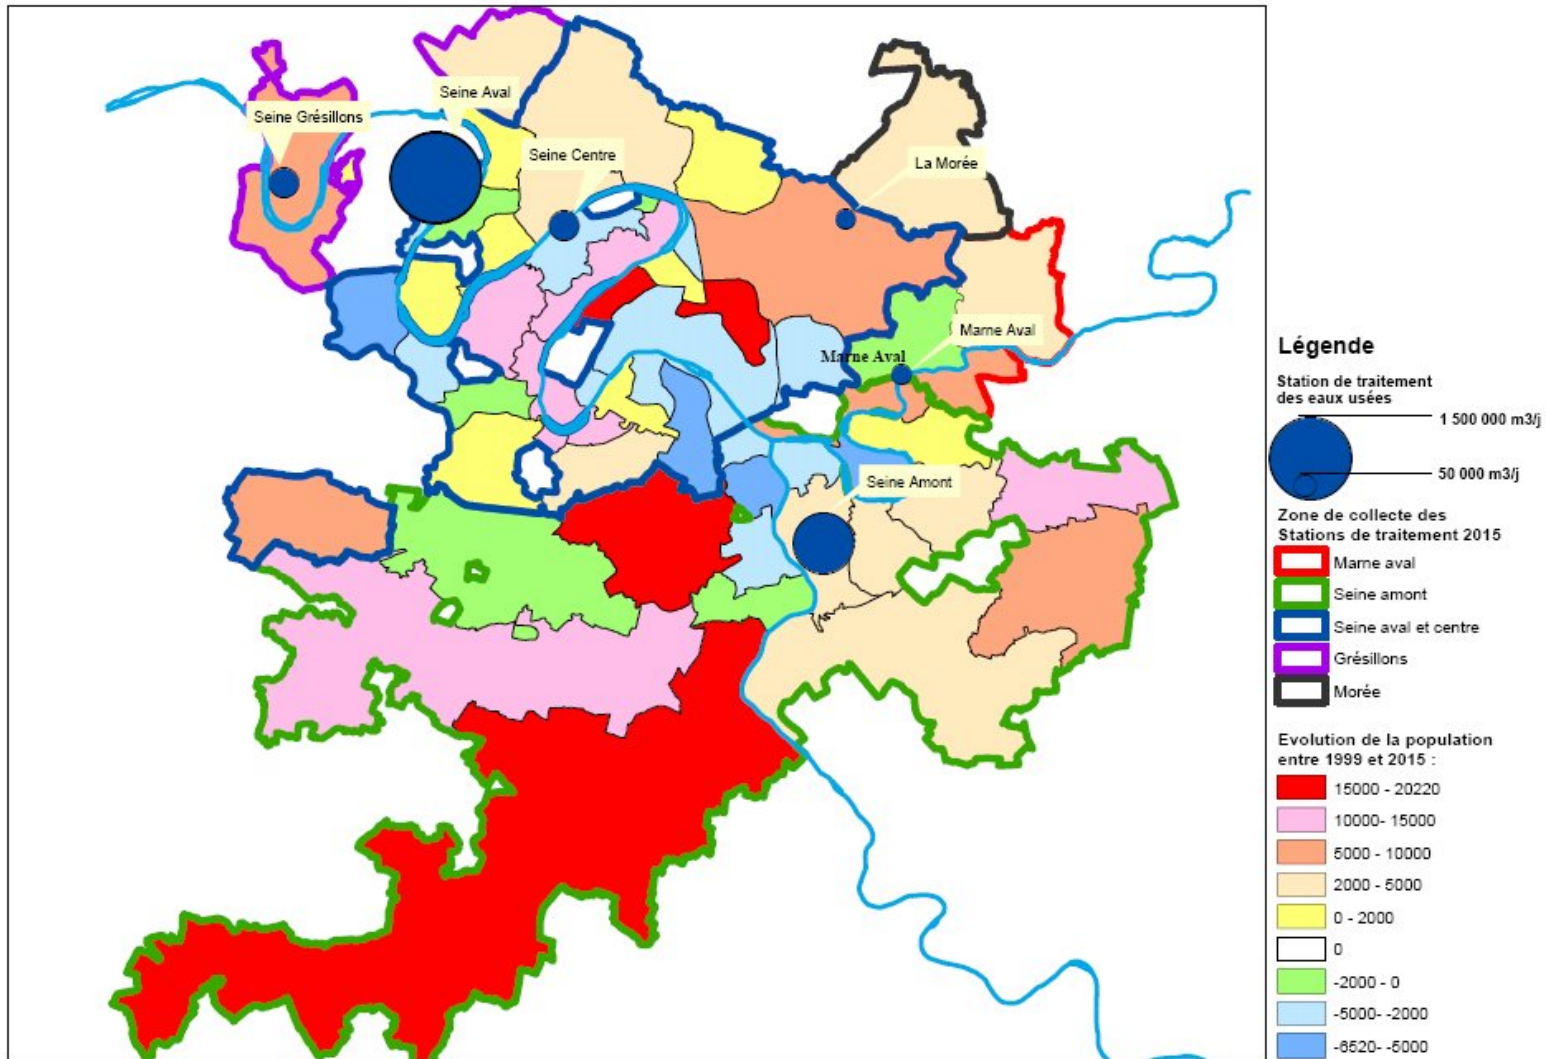 Seine Aval
Seine Grésillons
Seine Centre
La Morée
Marne Aval
Marne Aval
Seine Amont
Légende
Station de traitement
des eaux usées
1 500 000 m3/j
50 000 m3/j
Zone de collecte des
Stations de traitement 2015
Marne aval
Seine amont
Seine aval et centre
Grésillons
Morée
Evolution de la population
entre 1999 et 2015 :
15000 - 20220
10000- 15000
5000 - 10000
2000 - 5000
0 - 2000
0
-2000 - 0
-5000- -2000
-6520- -5000